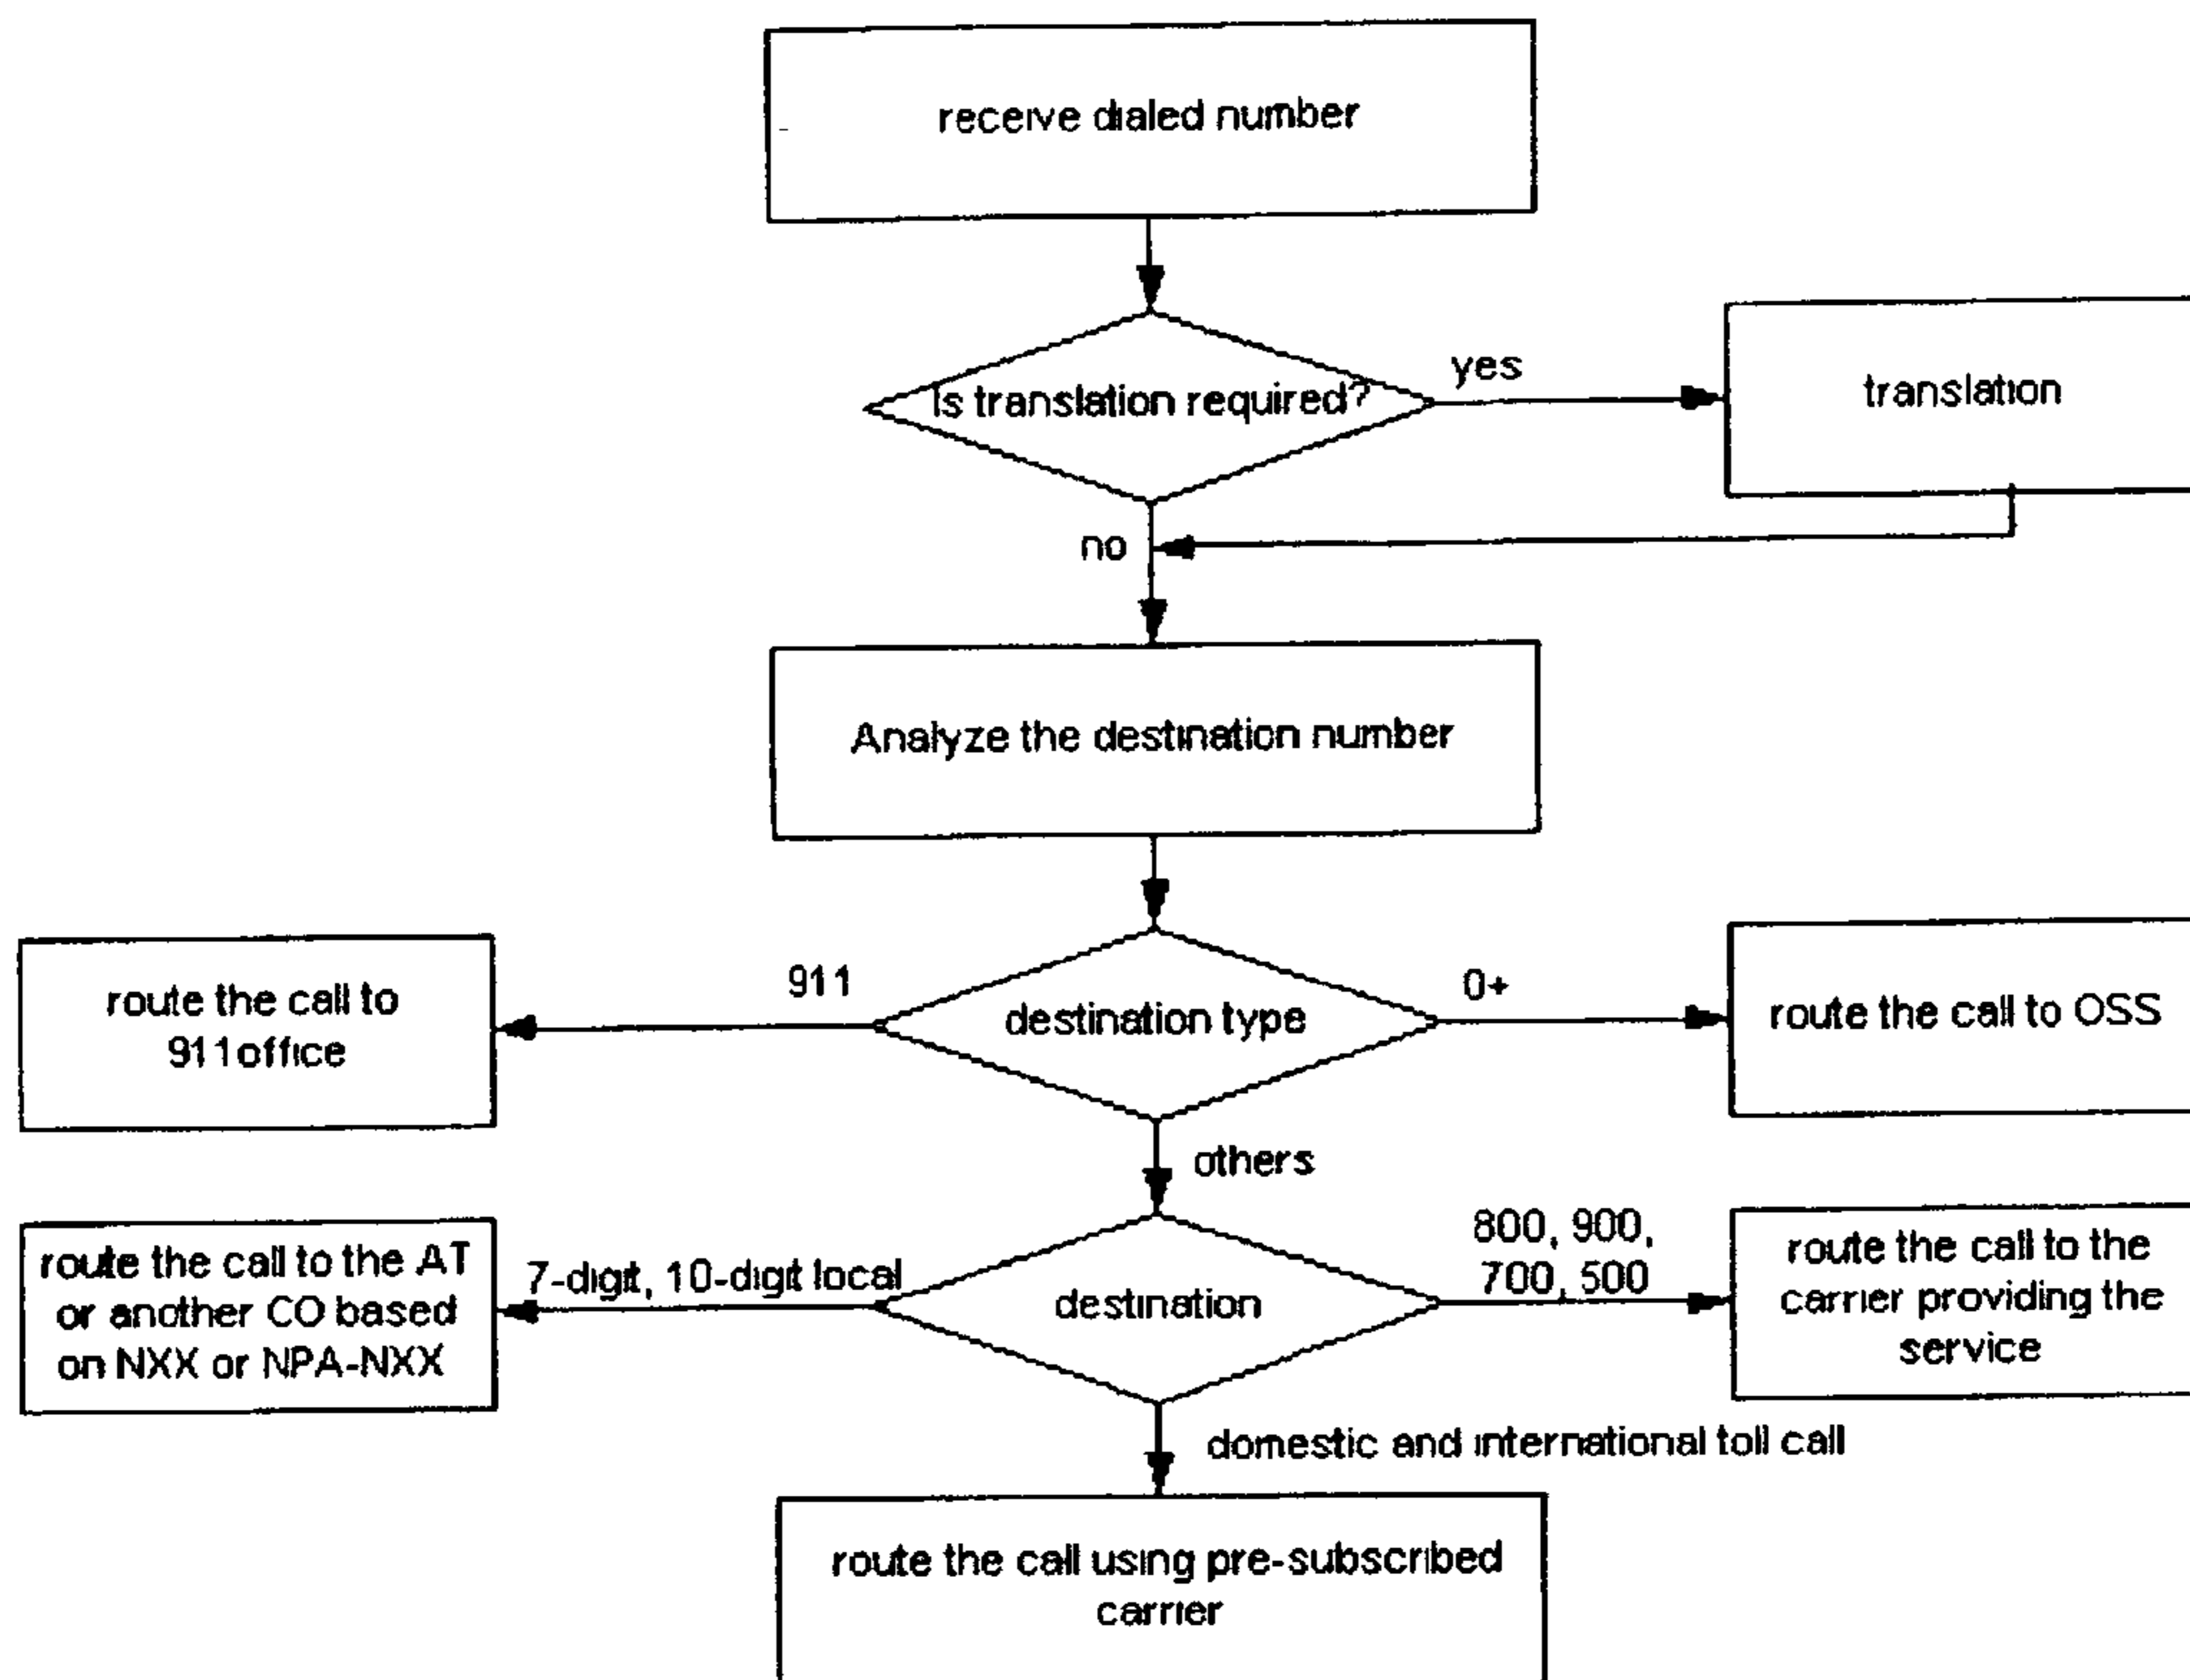 receive dialed number
Is translation required?
yes
translation
no
Analyze the destination number
911
destination type
0+
route the call to
911office
route the call to OSS
others
route the call to the AT
or another CO based
on NXX or NPA-NXX
7-digit, 10-digit local
destination
800, 900,
700, 500
route the call to the
carrier providing the
service
domestic and international toll call
route the call using pre-subscribed
carrier